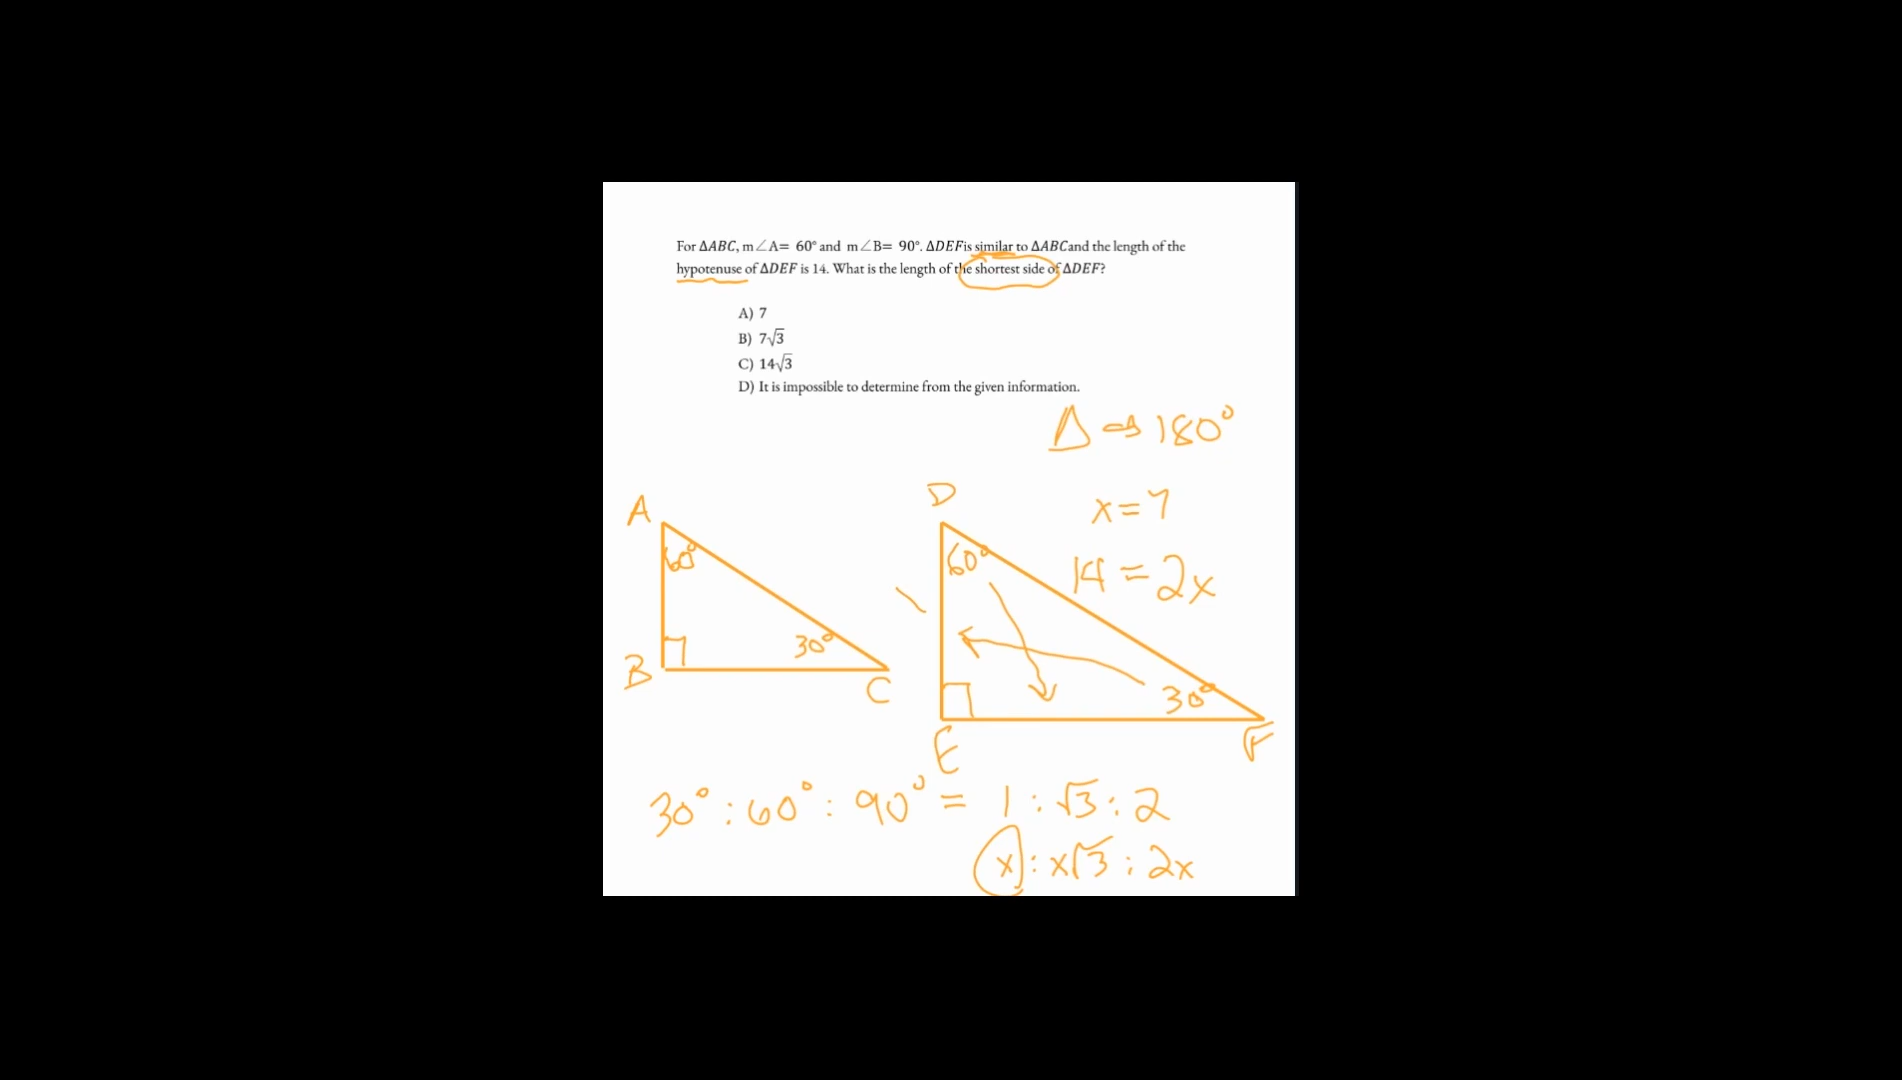 For ΔABC, m∠A= 60° and m∠B= 90°. ΔDEFis similar to ΔABCand the length of the
hypotenuse of ΔDEF is 14. What is the length of the shortest side of ΔDEF?
A) 7
B) 7√3
C) 14√3
D) It is impossible to determine from the given information.
Δ ⇒ 180°
A
D
x = 7
60°
60°
14 = 2x
30°
B
C
30°
E
F
30° : 60° : 90° = 1 : √3 : 2
x : x√3 : 2x